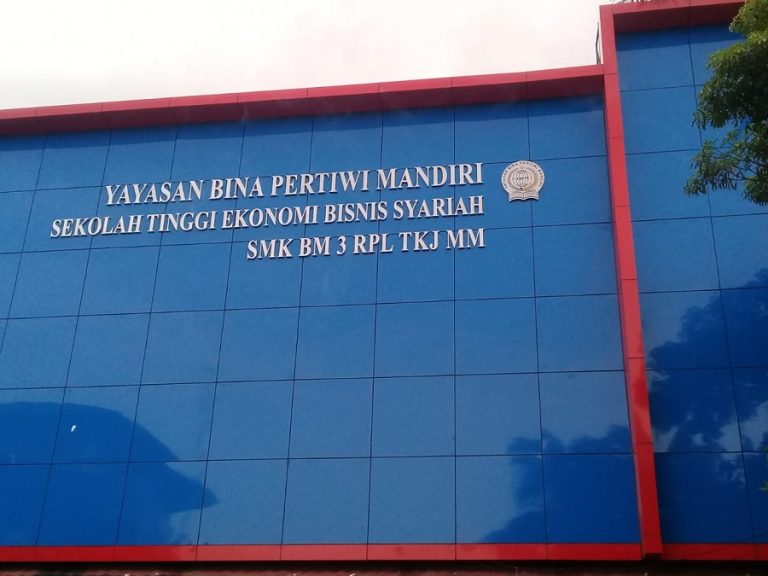 YAYASAN BINA PERTIWI MANDIRI
SEKOLAH TINGGI EKONOMI BISNIS SYARIAH
SMK BM 3 RPL TKJ MM